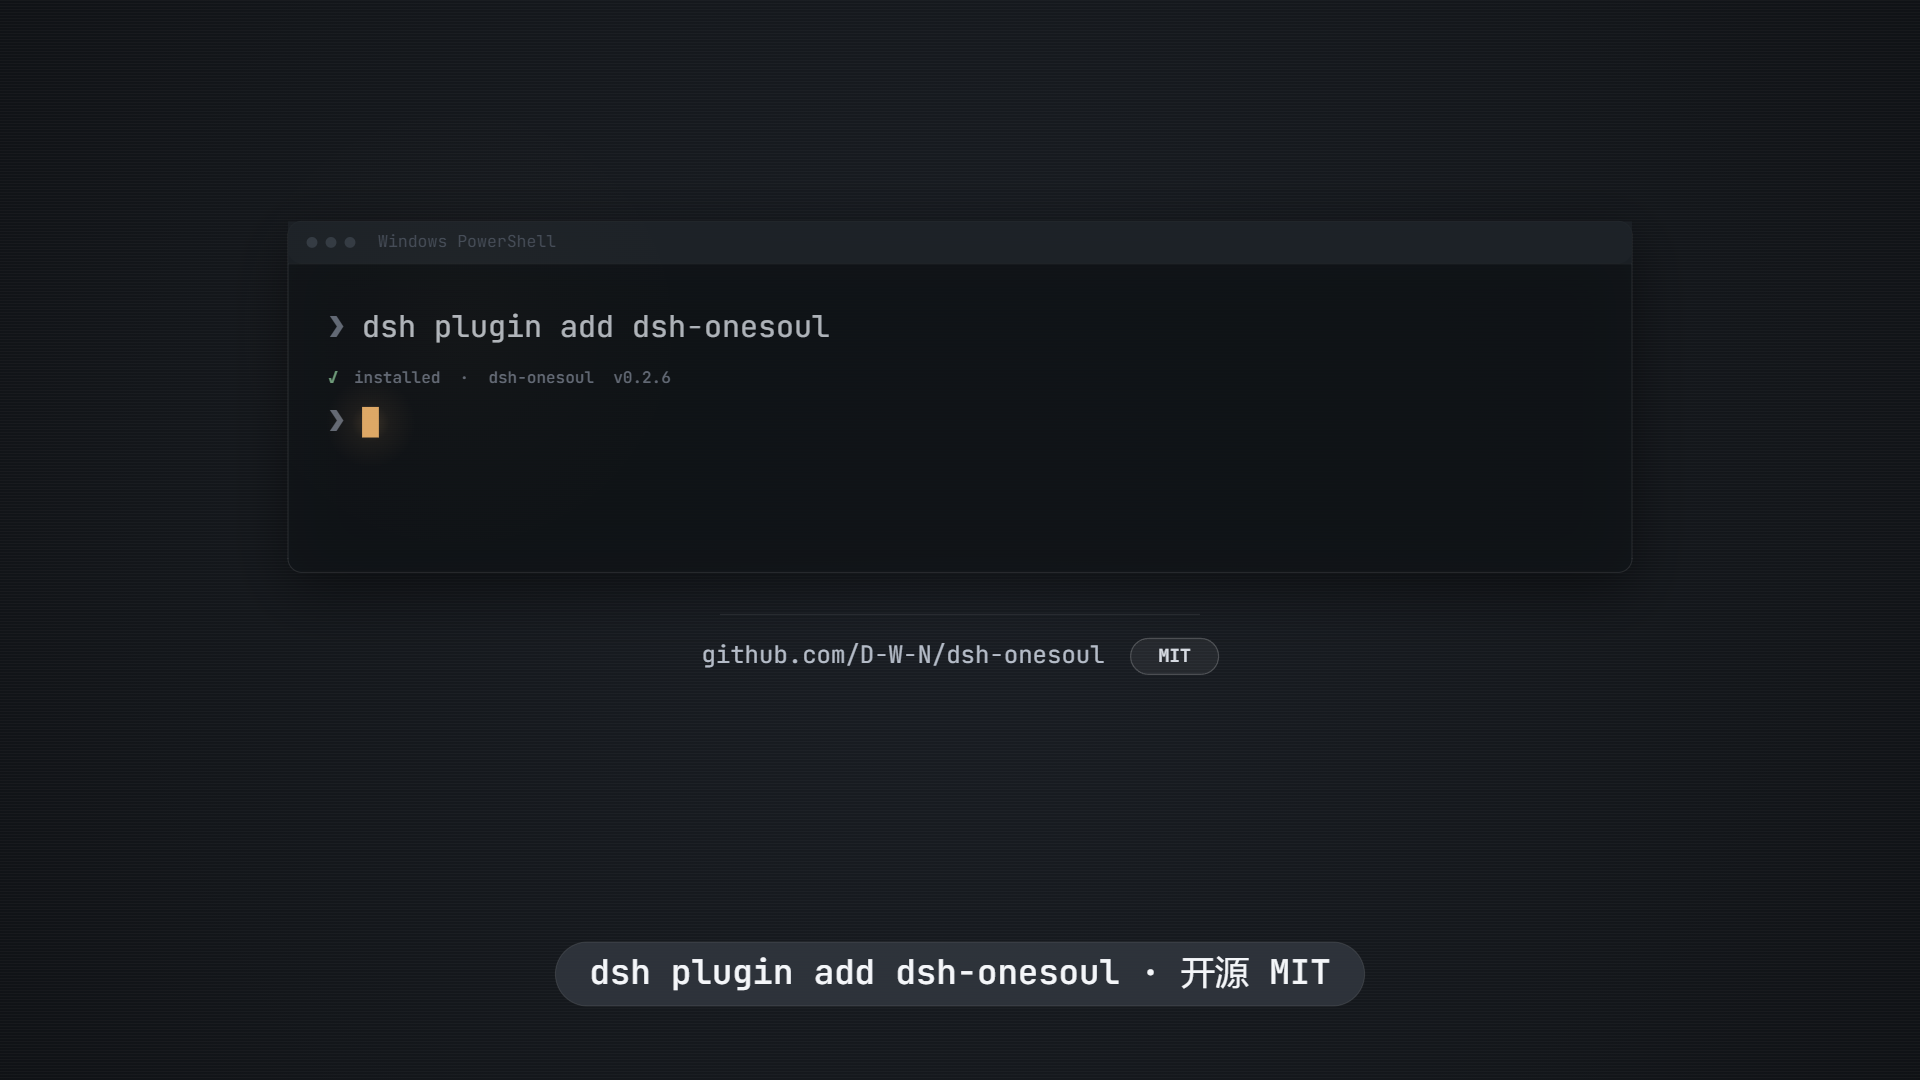 Windows PowerShell
❯ dsh plugin add dsh-onesoul
✓ installed · dsh-onesoul v0.2.6
❯
github.com/D-W-N/dsh-onesoul MIT
dsh plugin add dsh-onesoul · 开源 MIT